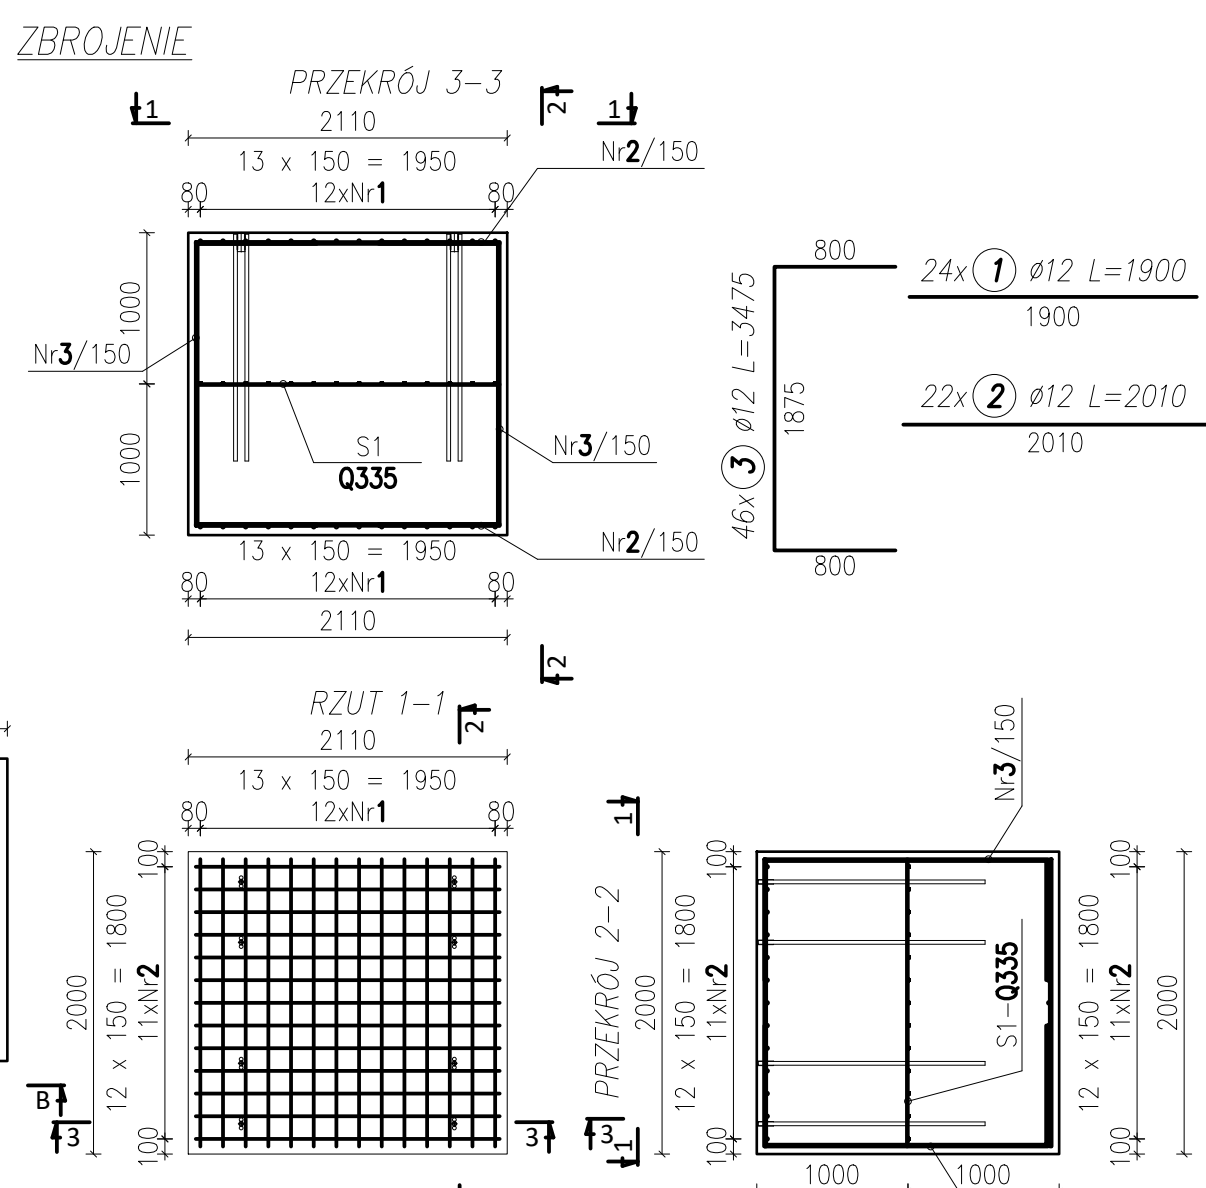 ZBROJENIE
PRZEKRÓJ 3-3
1
2
1
2110
13 x 150 = 1950
Nr2/150
80
12xNr1
80
1000
Nr3/150
1000
S1
Q335
Nr3/150
13 x 150 = 1950
Nr2/150
80
12xNr1
80
2110
2
800
46x 3 ø12 L=3475
1875
800
24x 1 ø12 L=1900
1900
22x 2 ø12 L=2010
2010
RZUT 1-1
2
2110
13 x 150 = 1950
80
12xNr1
80
2000
12 x 150 = 1800
100
11xNr2
100
B
3
3
PRZEKRÓJ 2-2
1
3
1
2000
12 x 150 = 1800
100
11xNr2
100
Nr3/150
S1-Q335
100
11xNr2
100
12 x 150 = 1800
2000
1000
1000